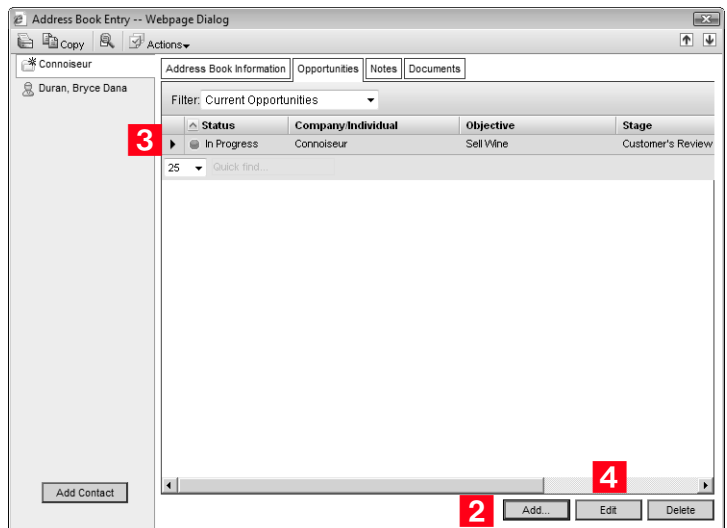 Address Book Entry -- Webpage Dialog
Copy Actions
Connoiseur
Duran, Bryce Dana
Address Book Information Opportunities Notes Documents
Filter: Current Opportunities
Status Company/Individual Objective Stage
3 In Progress Connoiseur Sell Wine Customer's Review
25 Quick find...
4
Add Contact
2 Add... Edit Delete